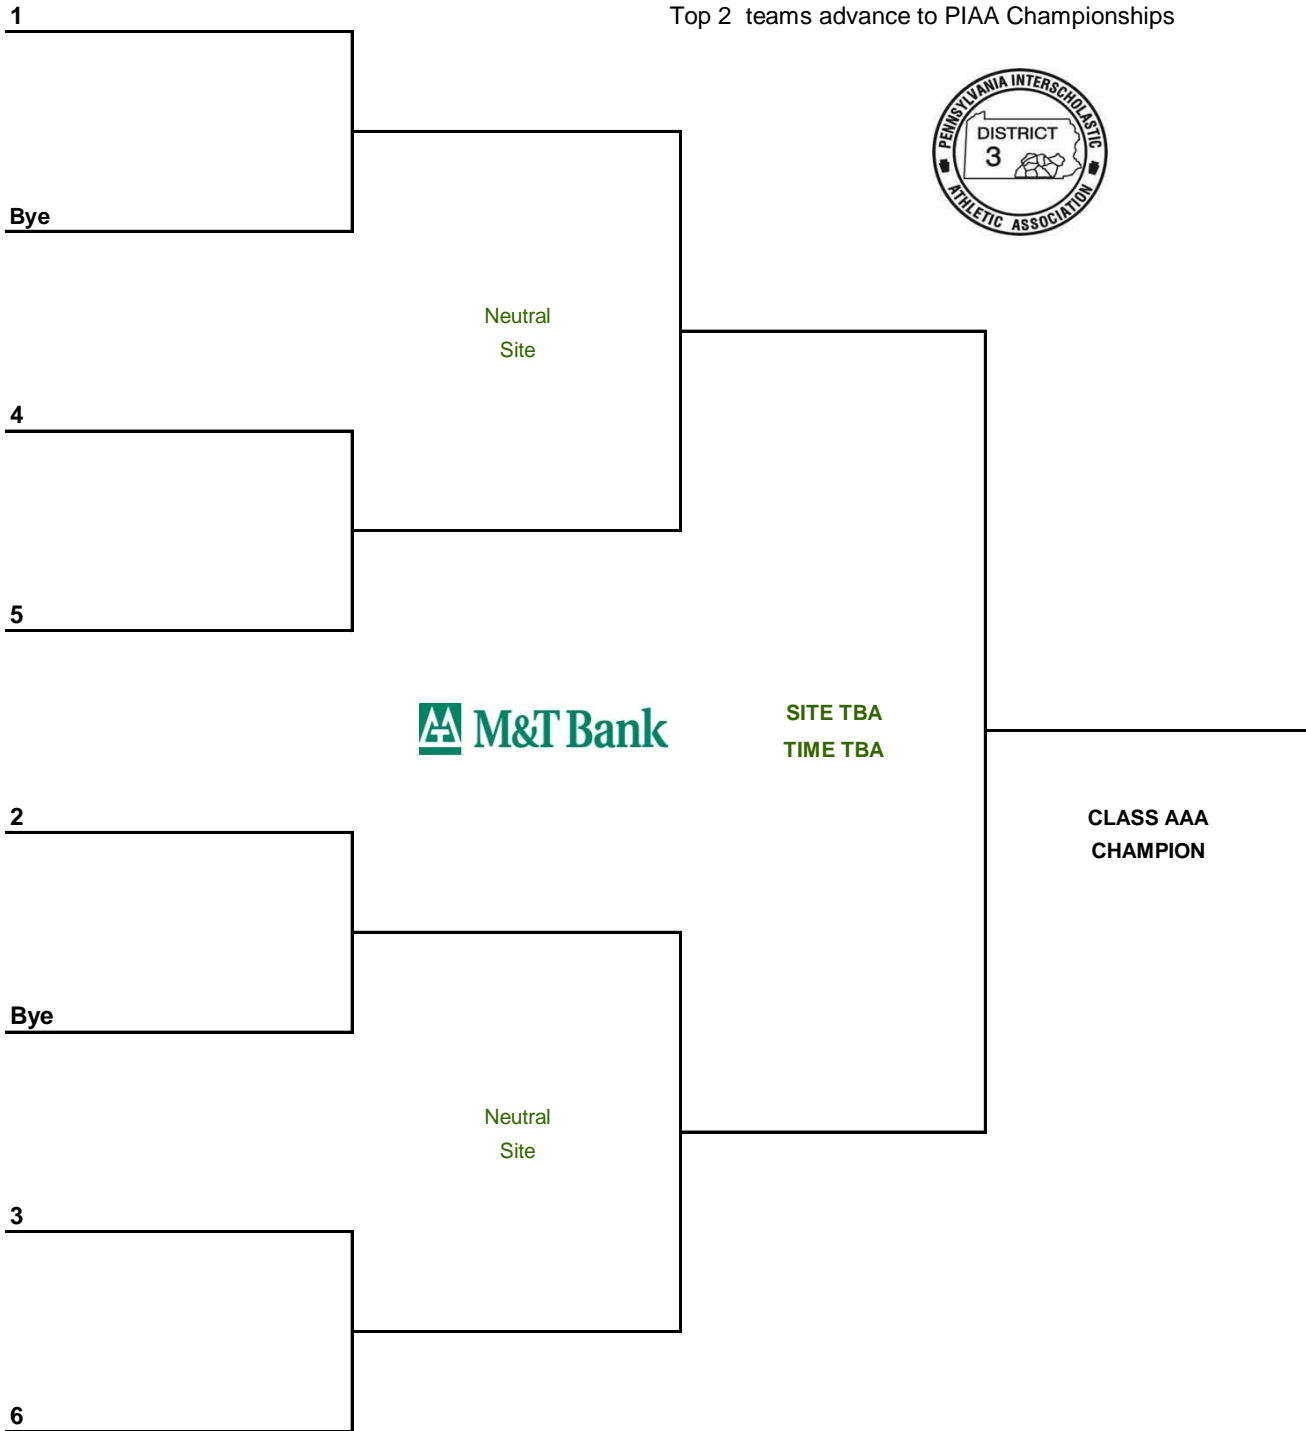 1
Top 2 teams advance to PIAA Championships
PENNSYLVANIA INTERSCHOLASTIC
DISTRICT
3
ATHLETIC ASSOCIATION
Bye
Neutral
Site
4
5
M&T Bank
SITE TBA
TIME TBA
2
CLASS AAA
CHAMPION
Bye
Neutral
Site
3
6